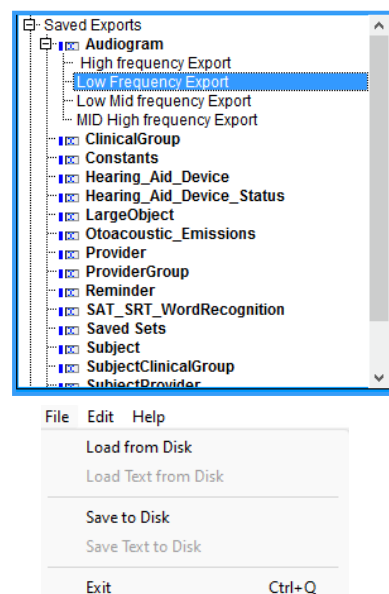 Saved Exports
Audiogram
High frequency Export
Low Frequency Export
Low Mid frequency Export
MID High frequency Export
ClinicalGroup
Constants
Hearing_Aid_Device
Hearing_Aid_Device_Status
LargeObject
Otoacoustic_Emissions
Provider
ProviderGroup
Reminder
SAT_SRT_WordRecognition
Saved Sets
Subject
SubjectClinicalGroup
SubjectProvider
File Edit Help
Load from Disk
Load Text from Disk
Save to Disk
Save Text to Disk
Exit Ctrl+Q